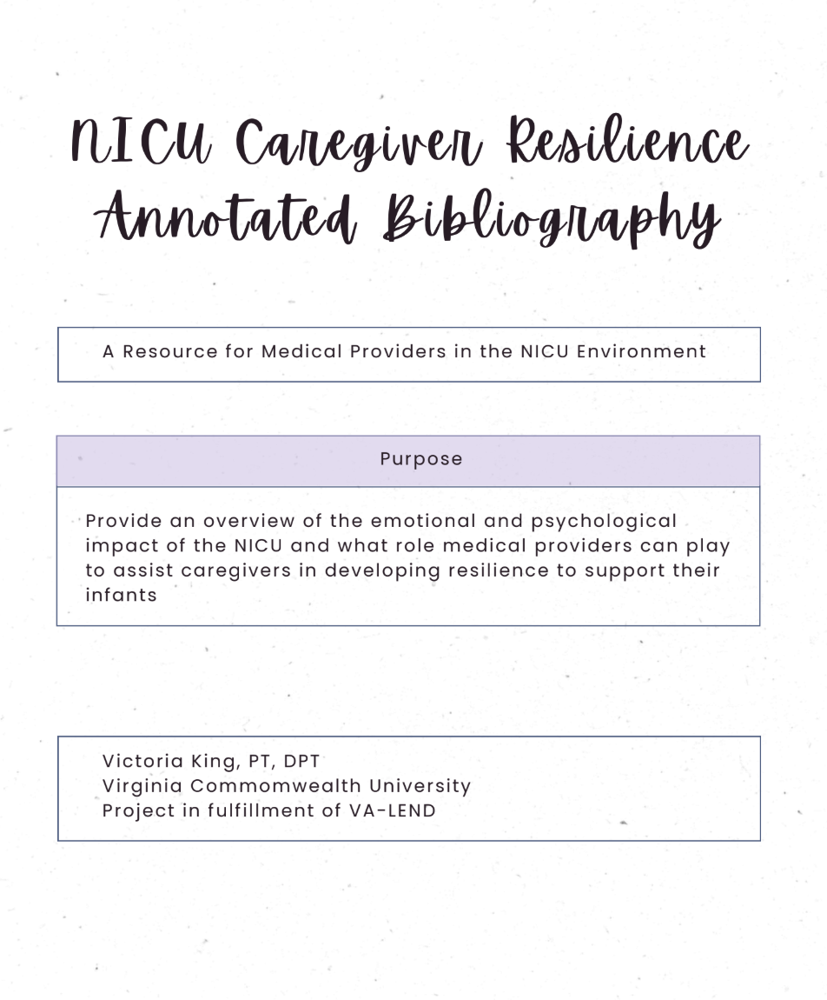 NICU Caregiver Resilience
Annotated Bibliography
A Resource for Medical Providers in the NICU Environment
Purpose
Provide an overview of the emotional and psychological
impact of the NICU and what role medical providers can play
to assist caregivers in developing resilience to support their
infants
Victoria King, PT, DPT
Virginia Commomwealth University
Project in fulfillment of VA-LEND